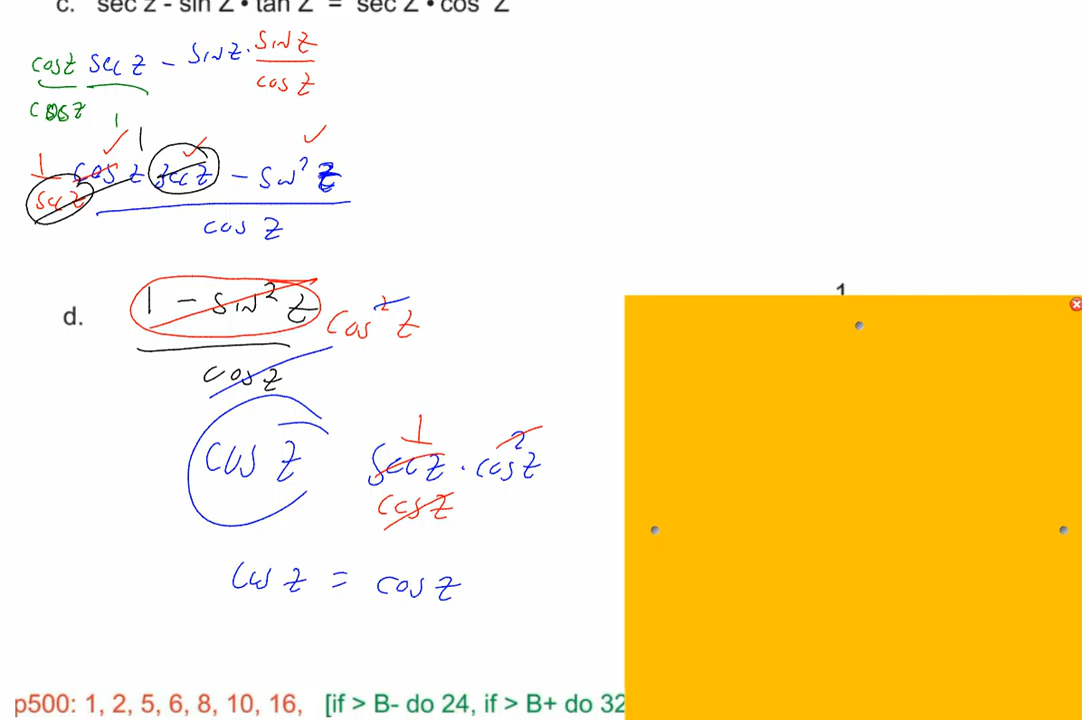 c. sec z - sin z • tan z = sec z • cos² z
cos z sec z - sin z · sin z
cos z cos z
1 1
1 cos z sec z - sin² z
sec z
cos z
d. 1 - sin² z cos² z
cos z
1
cos z sec z · cos² z
cos z
cos z = cos z
1
p500: 1, 2, 5, 6, 8, 10, 16, [if > B- do 24, if > B+ do 32